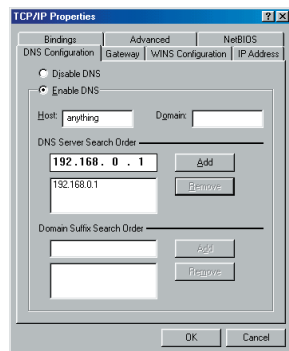 TCP/IP Properties
Bindings Advanced NetBIOS
DNS Configuration Gateway WINS Configuration IP Address
Disable DNS
Enable DNS
Host: anything Domain:
DNS Server Search Order
192.168. 0 . 1 Add
192.168.0.1 Remove
Domain Suffix Search Order
Add
Remove
OK Cancel